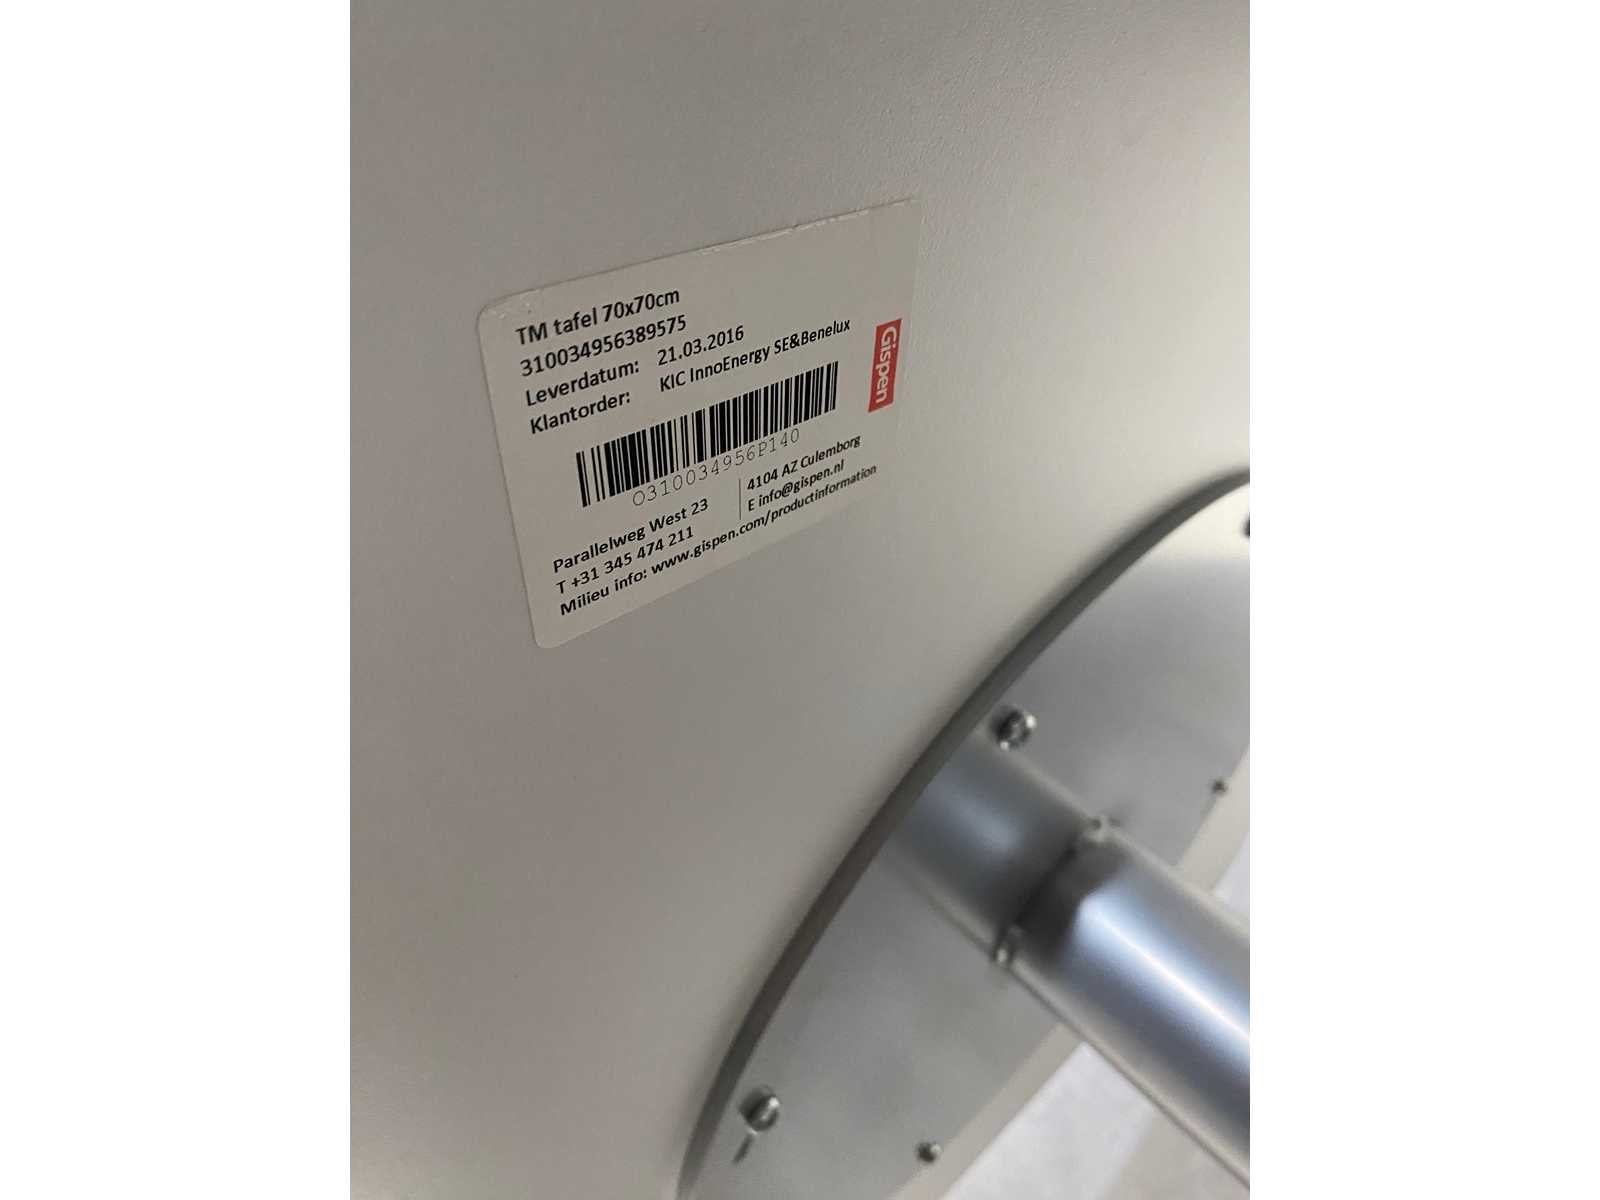 TM tafel 70x70cm
310034956389575
Leverdatum: 21.03.2016
Klantorder: KIC InnoEnergy SE&Benelux
Gispen
O310034956P140
Parallelweg West 23
4104 AZ Culemborg
T +31 345 474 211
E info@gispen.nl
Milieu info: www.gispen.com/productinformation